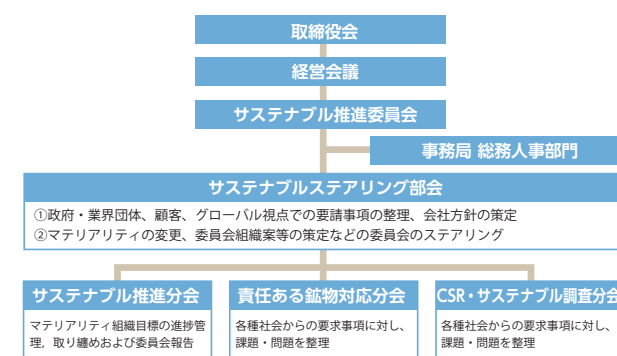 取締役会
経営会議
サステナブル推進委員会
事務局 総務人事部門
サステナブルステアリング部会
①政府・業界団体、顧客、グローバル視点での要請事項の整理、会社方針の策定
②マテリアリティの変更、委員会組織案等の策定などの委員会のステアリング
サステナブル推進分会
マテリアリティ組織目標の進捗管
理，取り纏めおよび委員会報告
責任ある鉱物対応分会
各種社会からの要求事項に対し、
課題・問題を整理
CSR・サステナブル調査分会
各種社会からの要求事項に対し、
課題・問題を整理